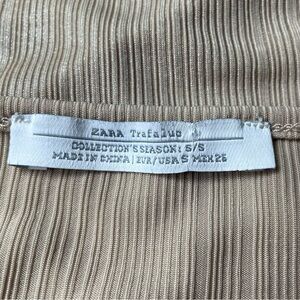 ZARA Trafaluc
COLLECTION'S SEASON: S/S
MADE IN CHINA | EUR/USA S MEX 26